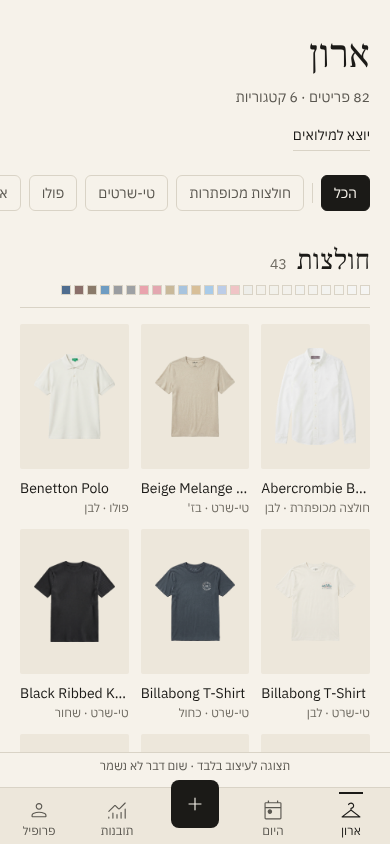 ארון
82 פריטים · 6 קטגוריות
יוצא למילואים
הכל
חולצות מכופתרות
טי-שרטים
פולו
א
חולצות 43
Abercrombie B...
Beige Melange ...
Benetton Polo
חולצה מכופתרת · לבן
טי-שרט · בז'
פולו · לבן
Billabong T-Shirt
Billabong T-Shirt
Black Ribbed K...
טי-שרט · לבן
טי-שרט · כחול
טי-שרט · שחור
תצוגה לעיצוב בלבד · שום דבר לא נשמר
ארון
היום
תובנות
פרופיל